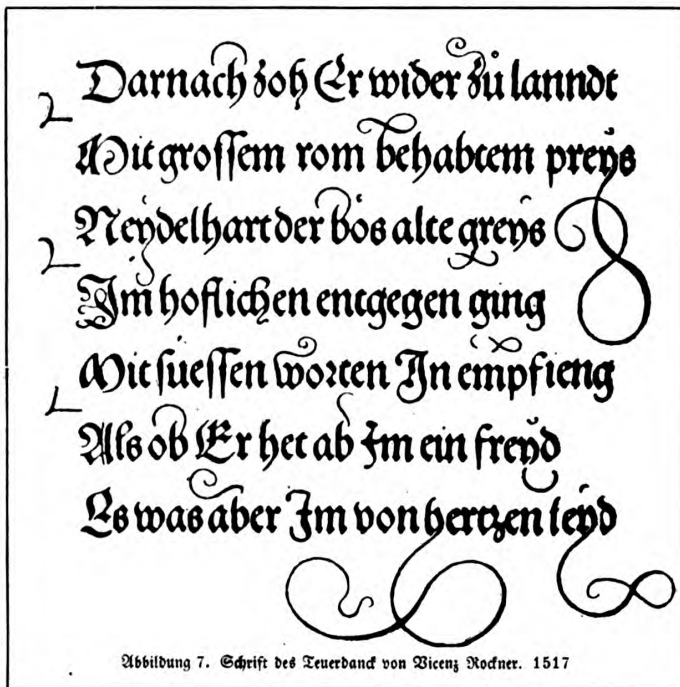 Darnach zoh Er wider zů lanndt
Mit grossem rom behabtem preys
Neydelhart der bös alte greys
Im hoflichen entgegen ging
Mit suessen worten In empfieng
Als ob Er het ab Im ein freyd
Es was aber Im von hertzen leyd
Abbildung 7. Schrift des Teuerdanck von Vicenz Rockner. 1517